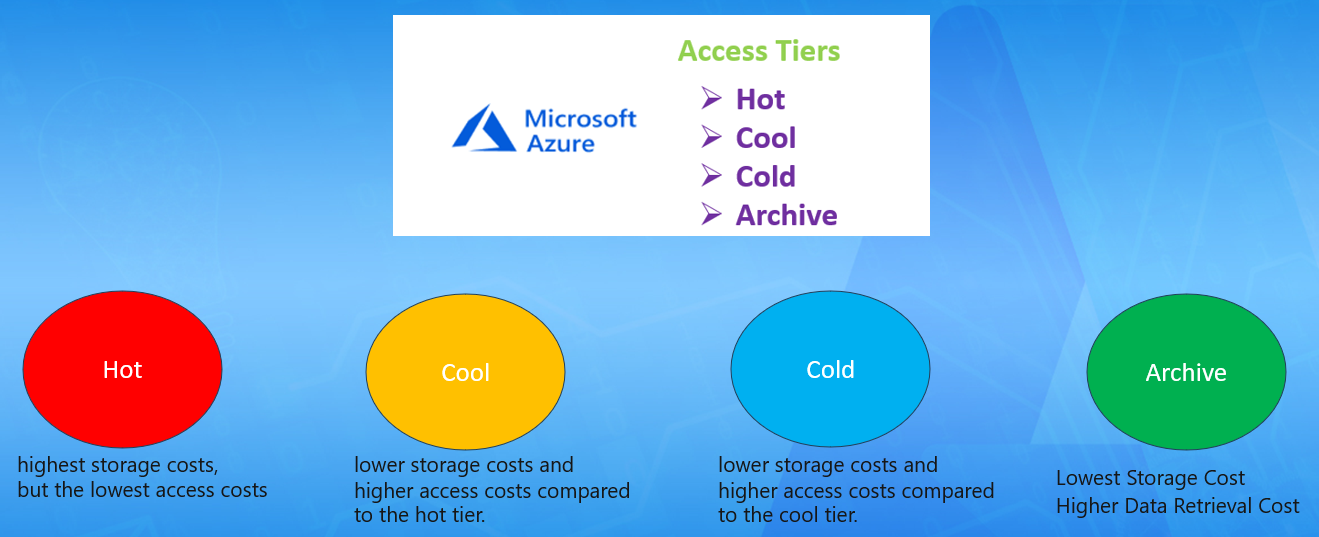 Access Tiers
Hot
Cool
Cold
Archive
Microsoft
Azure
Hot
Cool
Cold
Archive
highest storage costs,
but the lowest access costs
lower storage costs and
higher access costs compared
to the hot tier.
lower storage costs and
higher access costs compared
to the cool tier.
Lowest Storage Cost
Higher Data Retrieval Cost